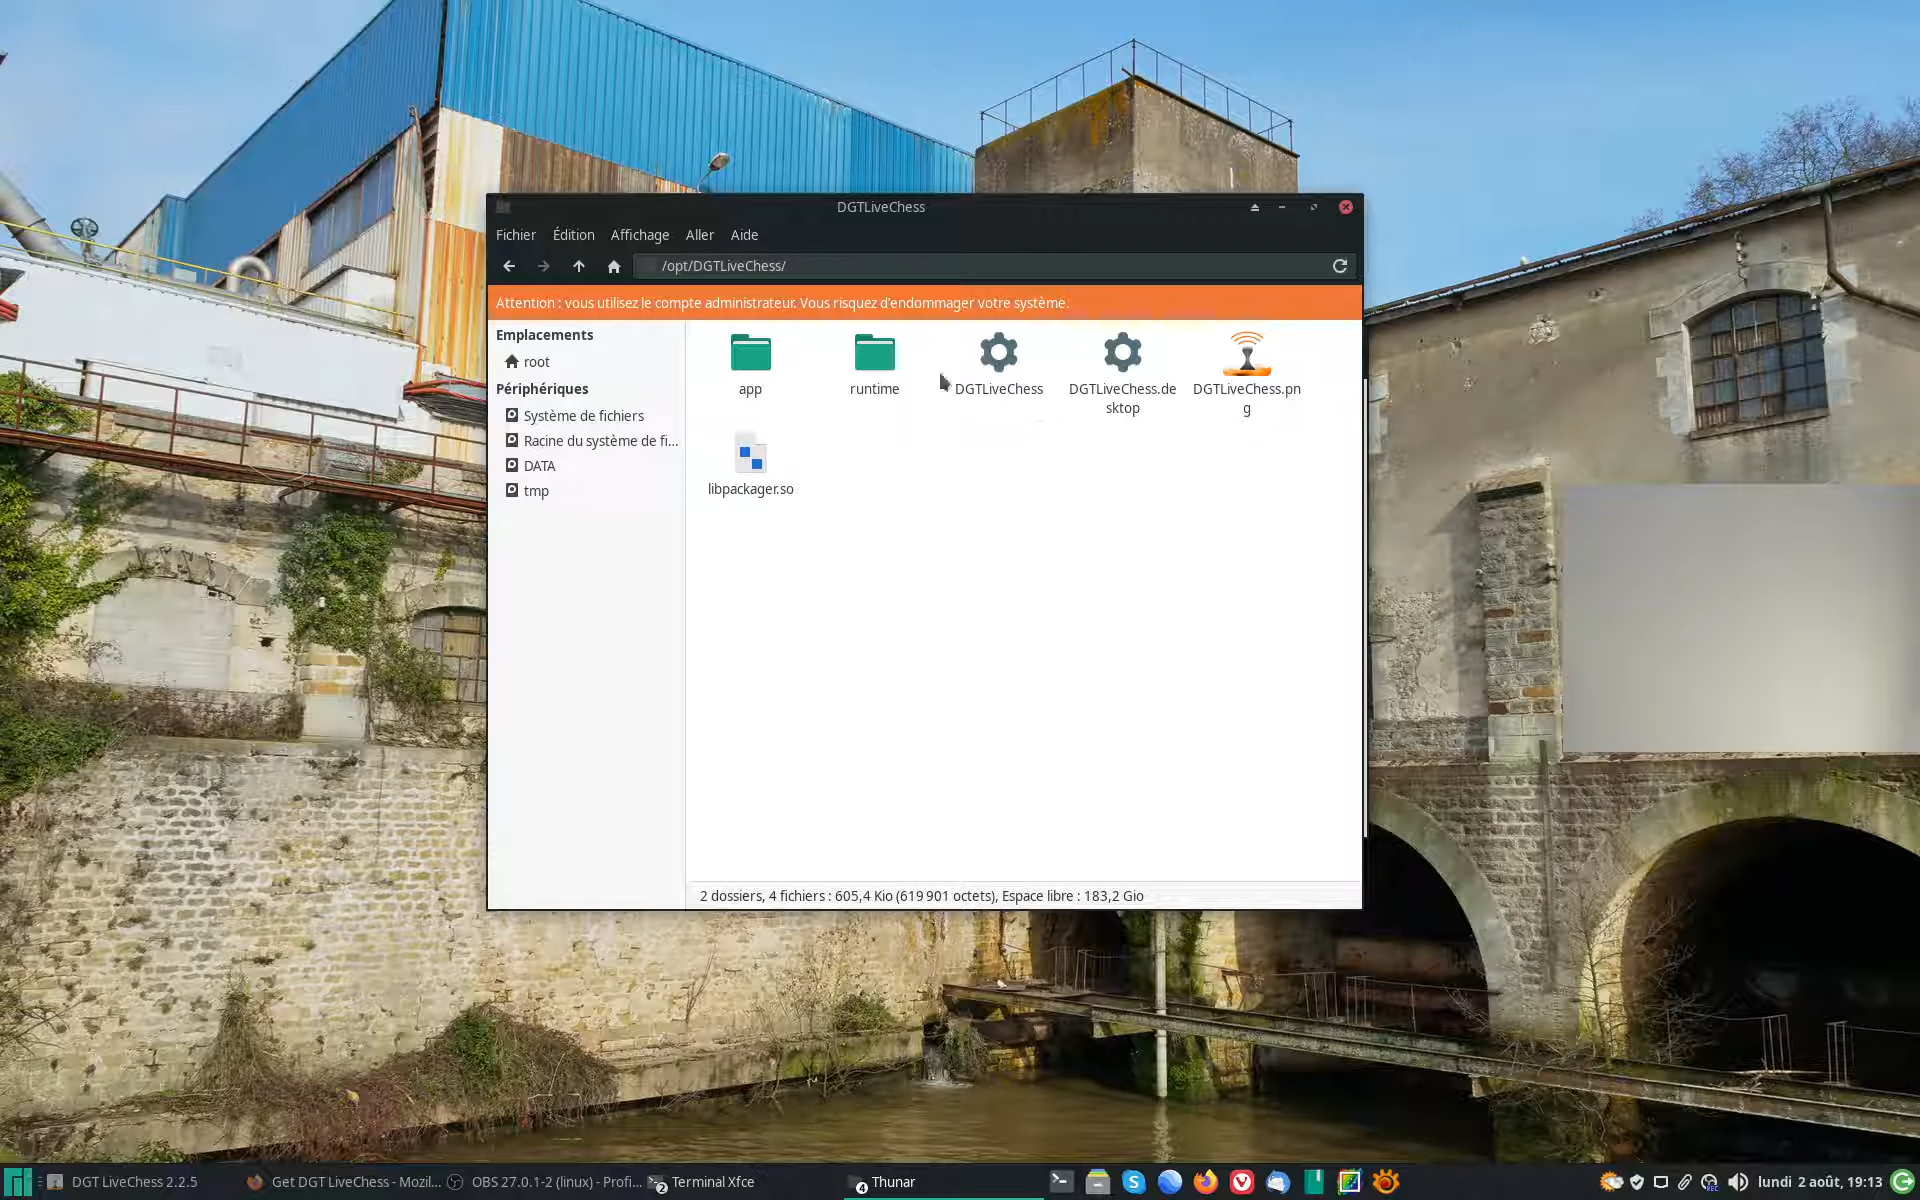 DGTLiveChess
Fichier Édition Affichage Aller Aide
/opt/DGTLiveChess/
Attention : vous utilisez le compte administrateur. Vous risquez d'endommager votre système.
Emplacements
root
Périphériques
Système de fichiers
Racine du système de fi...
DATA
tmp
app
runtime
DGTLiveChess
DGTLiveChess.de
sktop
DGTLiveChess.pn
g
libpackager.so
2 dossiers, 4 fichiers : 605,4 Kio (619 901 octets), Espace libre : 183,2 Gio
DGT LiveChess 2.2.5
Get DGT LiveChess - Mozil...
OBS 27.0.1-2 (linux) - Profi...
2 Terminal Xfce
4 Thunar
lundi 2 août, 19:13